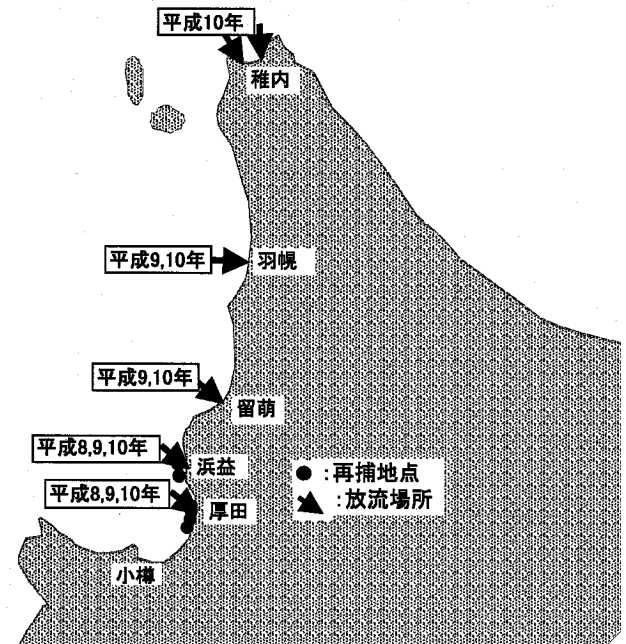 平成10年
稚内
平成9,10年
羽幌
平成9,10年
留萌
平成8,9,10年
浜益
平成8,9,10年
厚田
小樽
●:再捕地点
:放流場所